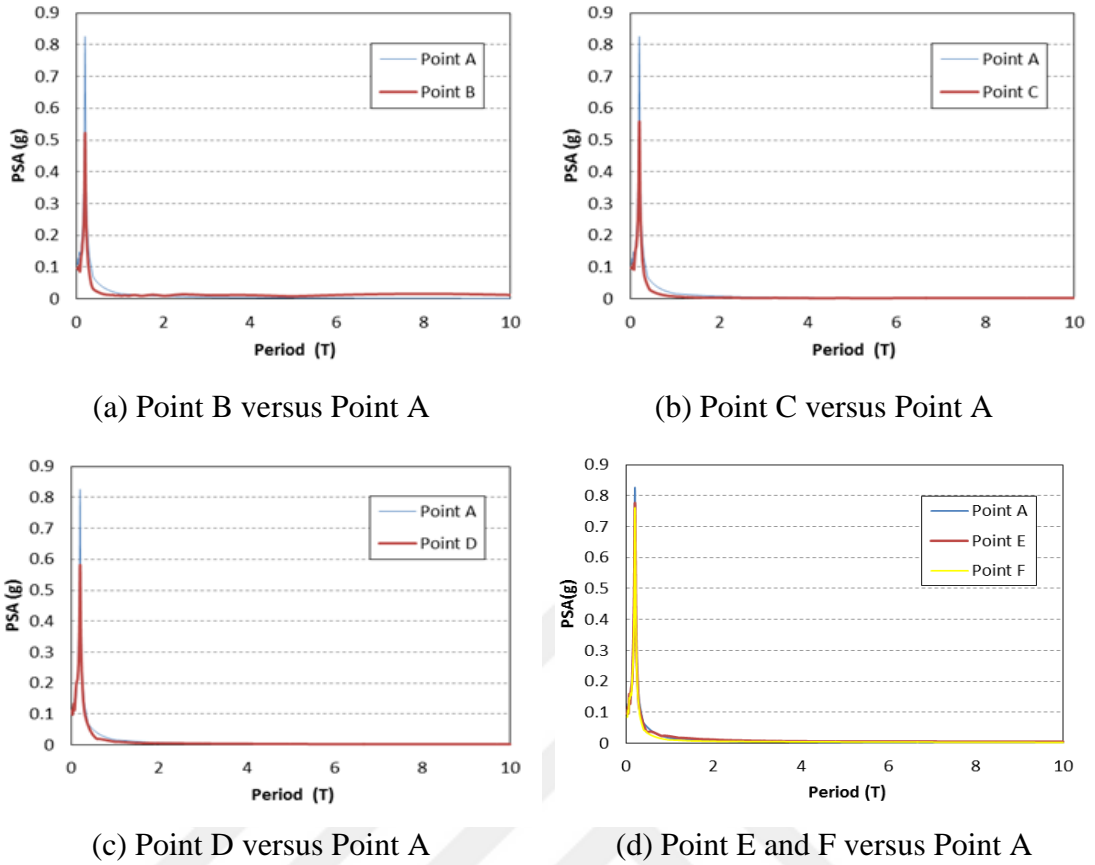 0.9
0.8
0.7
0.6
0.5
0.4
0.3
0.2
0.1
0
PSA (g)
Point A
Point B
0 2 4 6 8 10
Period (T)
(a) Point B versus Point A
0.9
0.8
0.7
0.6
0.5
0.4
0.3
0.2
0.1
0
PSA (g)
Point A
Point C
0 2 4 6 8 10
Period (T)
(b) Point C versus Point A
0.9
0.8
0.7
0.6
0.5
0.4
0.3
0.2
0.1
0
PSA (g)
Point A
Point D
0 2 4 6 8 10
Period (T)
(c) Point D versus Point A
0.9
0.8
0.7
0.6
0.5
0.4
0.3
0.2
0.1
0
PSA(g)
Point A
Point E
Point F
0 2 4 6 8 10
Period (T)
(d) Point E and F versus Point A